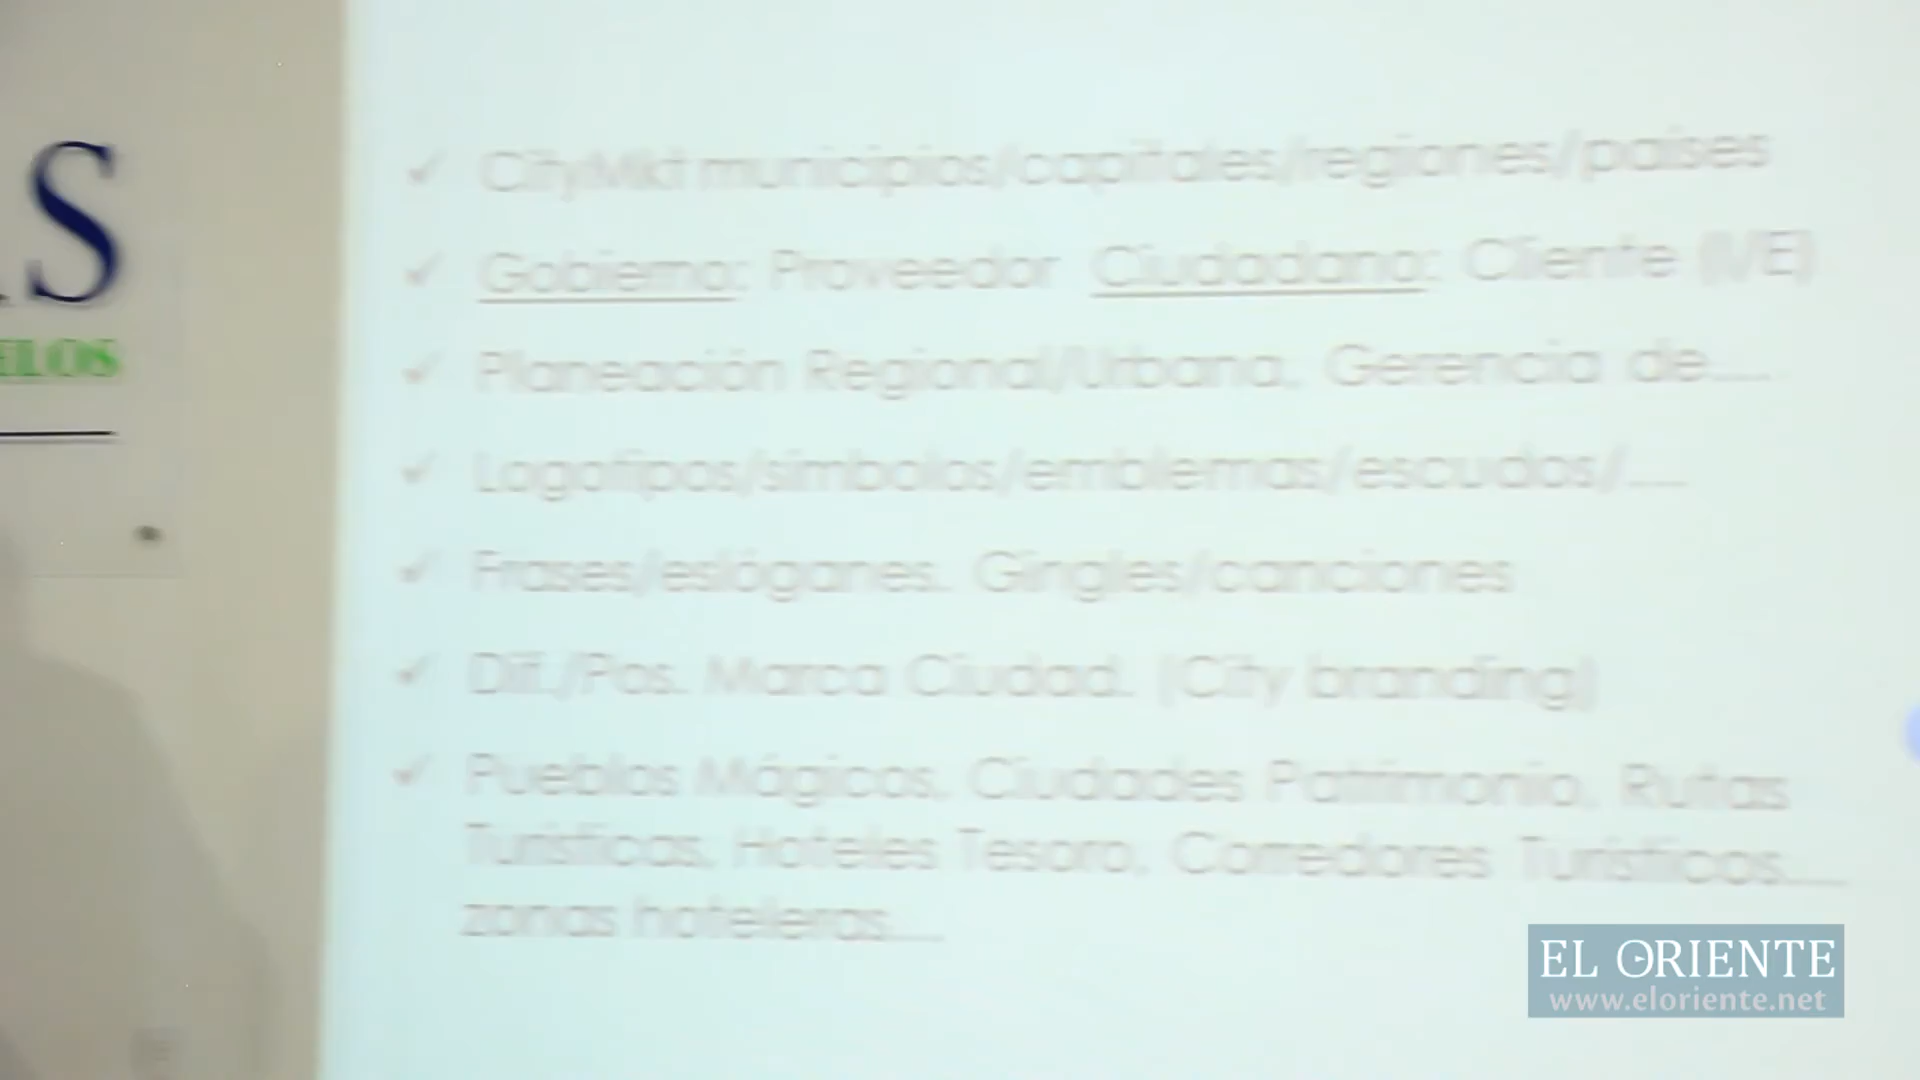 S
ELOS
✓ CityMkt municipios/capitales/regiones/países
✓ Gobierno: Proveedor Ciudadano: Cliente (I/E)
✓ Planeación Regional/Urbana. Gerencia de.....
✓ Logotipos/símbolos/emblemas/escudos/.....
✓ Frases/eslóganes. Gingles/canciones
✓ Dif./Pos. Marca Ciudad. (City branding)
✓ Pueblos Mágicos, Ciudades Patrimonio, Rutas
Turísticas, Hoteles Tesoro, Corredores Turísticos.....
zonas hoteleras.....
EL ORIENTE
www.eloriente.net